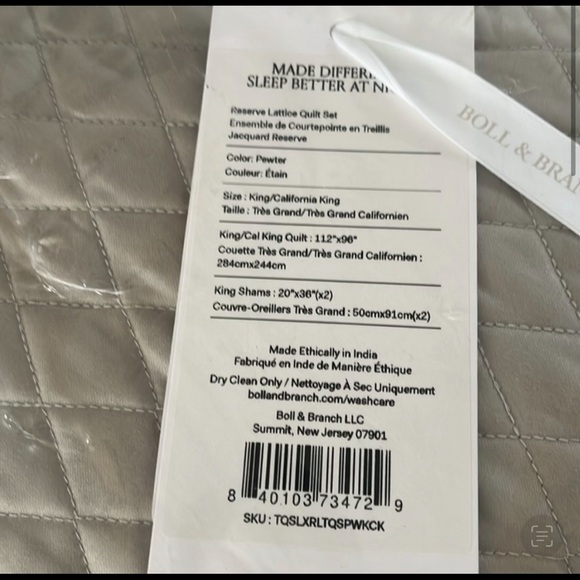 MADE DIFFERE
SLEEP BETTER AT NI
BOLL & BRA
Reserve Lattice Quilt Set
Ensemble de Courtepointe en Treillis
Jacquard Reserve
Color: Pewter
Couleur: Étain
Size : King/California King
Taille : Très Grand/Très Grand Californien
King/Cal King Quilt : 112"x96"
Couette Très Grand/Très Grand Californien :
284cmx244cm
King Shams : 20"x36"(x2)
Couvre-Oreillers Très Grand : 50cmx91cm(x2)
Made Ethically in India
Fabriqué en Inde de Manière Éthique
Dry Clean Only / Nettoyage À Sec Uniquement
bollandbranch.com/washcare
Boll & Branch LLC
Summit, New Jersey 07901
8 40103 73472 9
SKU : TQSLXRLTQSPWKCK